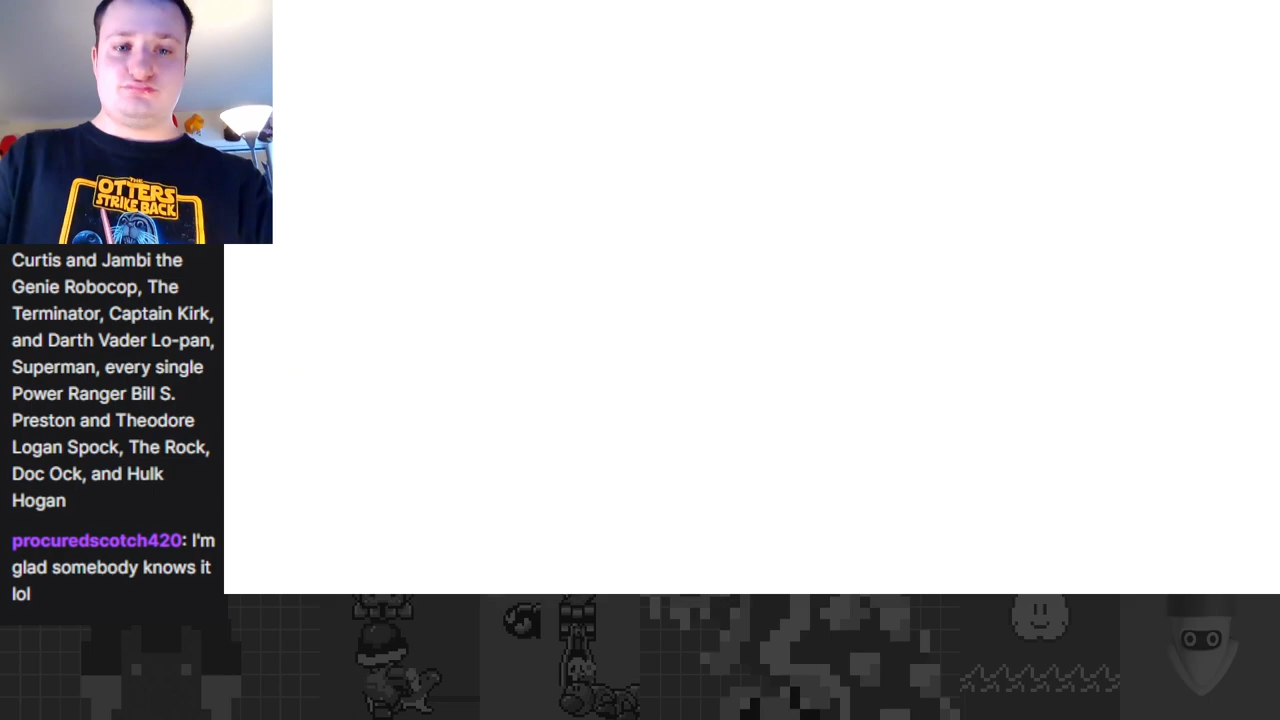 THE
OTTERS
STRIKE BACK
Curtis and Jambi the
Genie Robocop, The
Terminator, Captain Kirk,
and Darth Vader Lo-pan,
Superman, every single
Power Ranger Bill S.
Preston and Theodore
Logan Spock, The Rock,
Doc Ock, and Hulk
Hogan
procuredscotch420: I'm
glad somebody knows it
lol